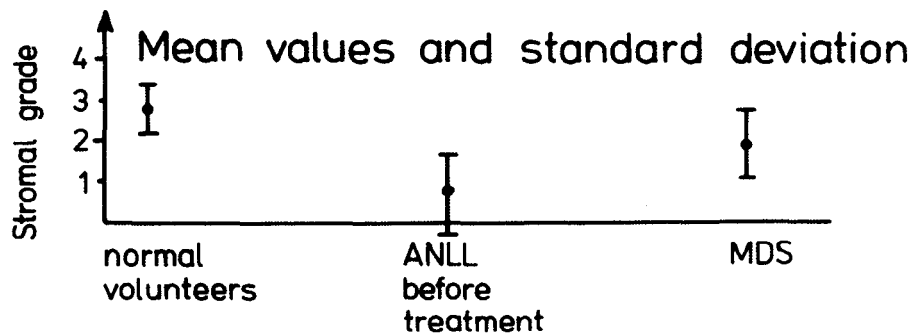 Mean values and standard deviation
Stromal grade
4
3
2
1
normal
volunteers
ANLL
before
treatment
MDS